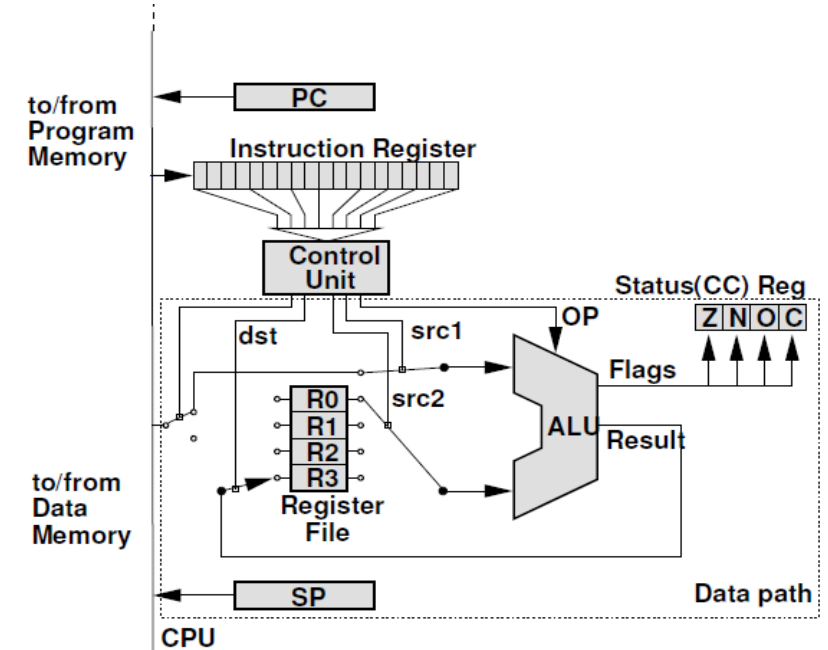 PC
to/from
Program
Memory
Instruction Register
Control
Unit
Status(CC) Reg
Z N O C
OP
dst
src1
Flags
R0
src2
R1
ALU
Result
R2
R3
Register
File
to/from
Data
Memory
SP
Data path
CPU